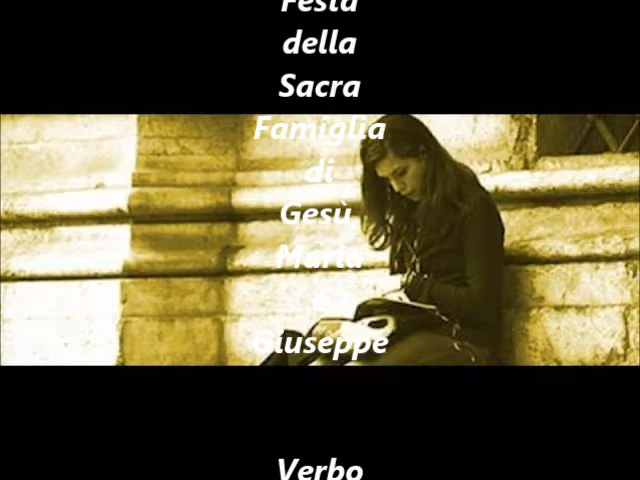 Festa
della
Sacra
Famiglia
di
Gesù
Maria
Giuseppe
Verbo